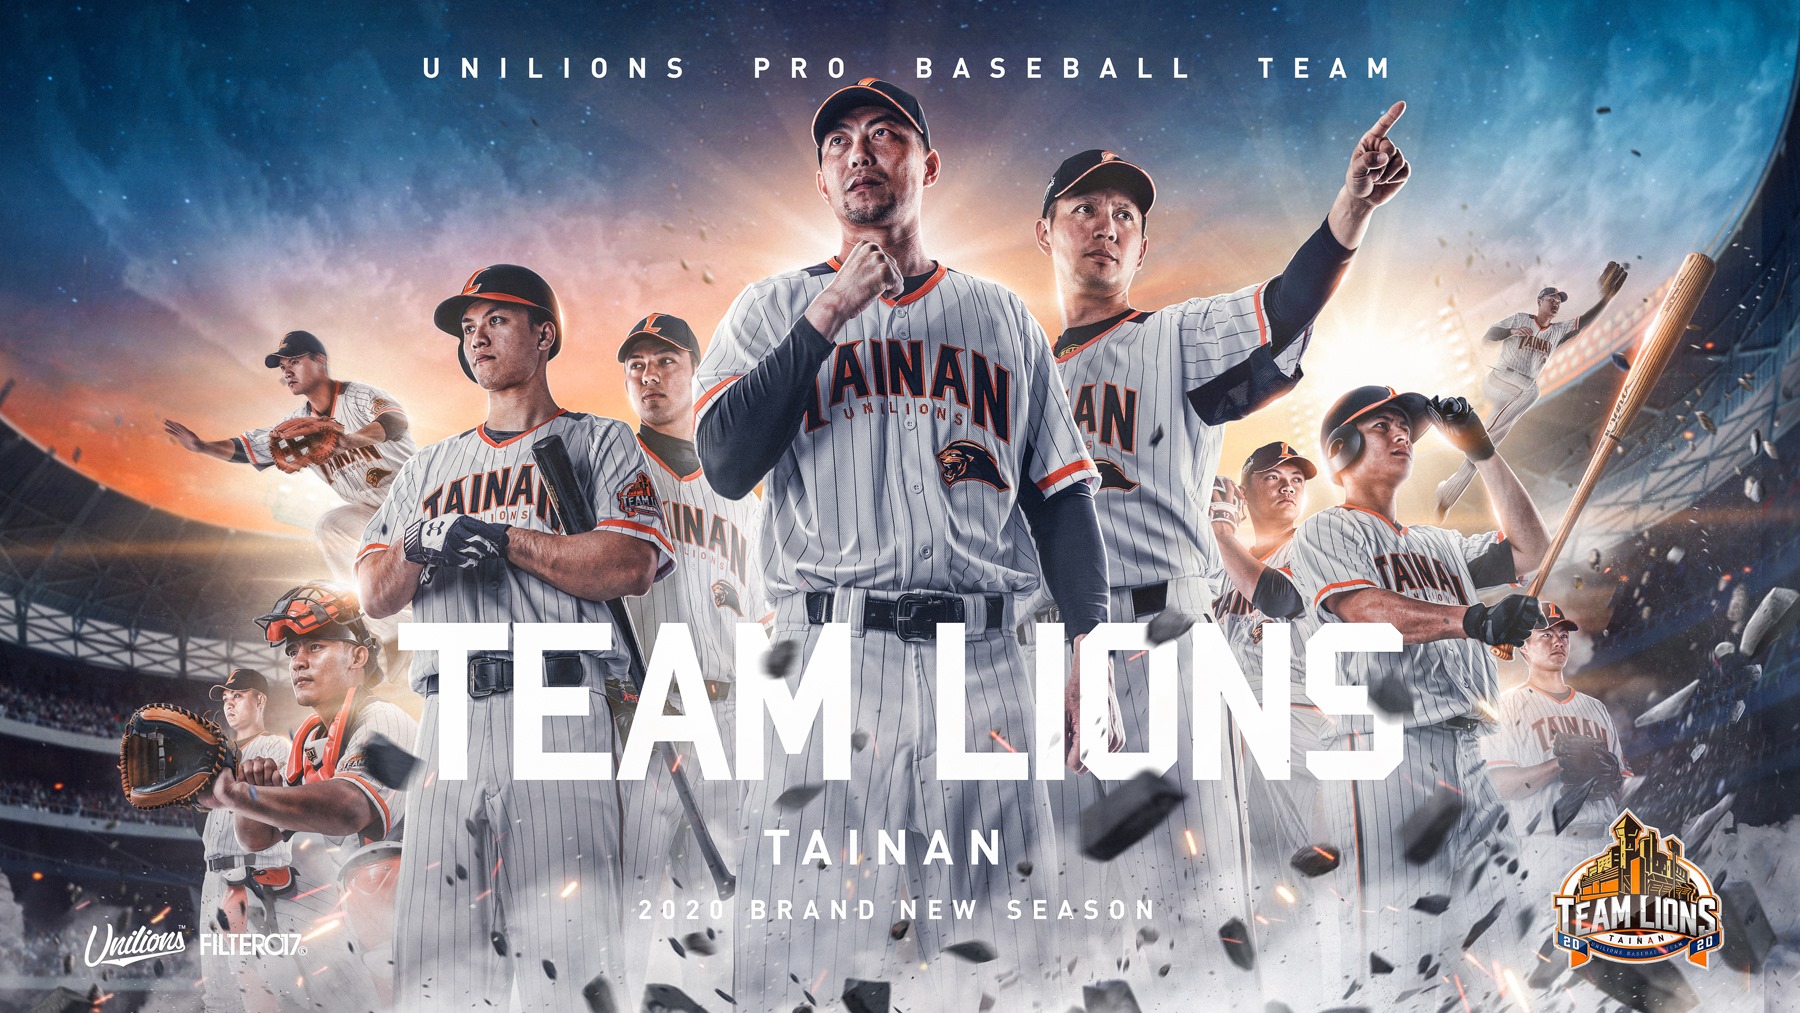 UNILIONS PRO BASEBALL TEAM
TAINAN
UNILIONS
TAINAN
TEAM LIONS
TAINAN
2020 BRAND NEW SEASON
Unilions™
FILTER017
TEAM LIONS
TAINAN
20 UNILIONS BASEBALL TEAM 20